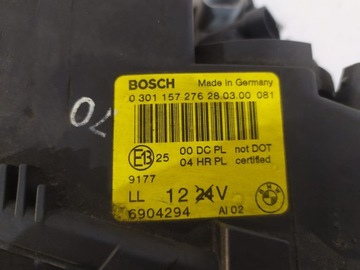 BOSCH Made in Germany
0 301 157 276 28 03.00 081
E13 25 00 DC PL not DOT
04 HR PL certified
9177
LL 12 24V
6904294 AI 02
70